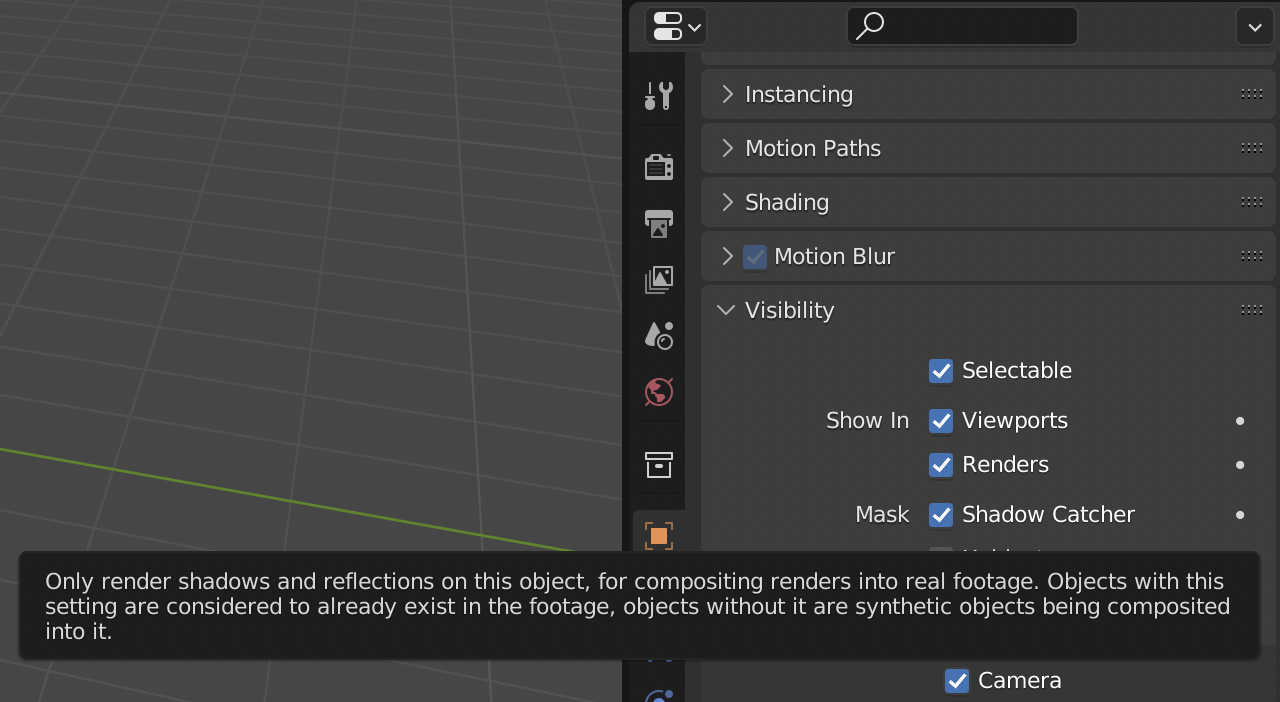 Instancing
Motion Paths
Shading
Motion Blur
Visibility
Selectable
Show In Viewports
Renders
Mask Shadow Catcher
Only render shadows and reflections on this object, for compositing renders into real footage. Objects with this
setting are considered to already exist in the footage, objects without it are synthetic objects being composited
into it.
Camera